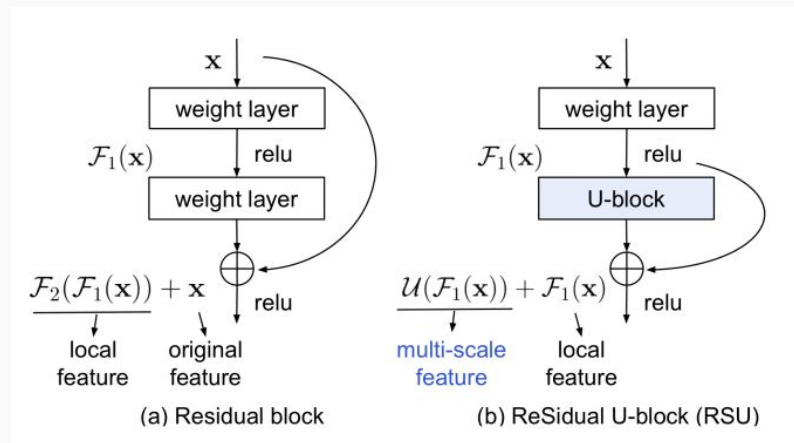 x
weight layer
F₁(x)
relu
weight layer
⊕
F₂(F₁(x)) + x
relu
local feature
original feature
(a) Residual block
x
weight layer
F₁(x)
relu
U-block
⊕
U(F₁(x)) + F₁(x)
relu
multi-scale feature
local feature
(b) ReSidual U-block (RSU)